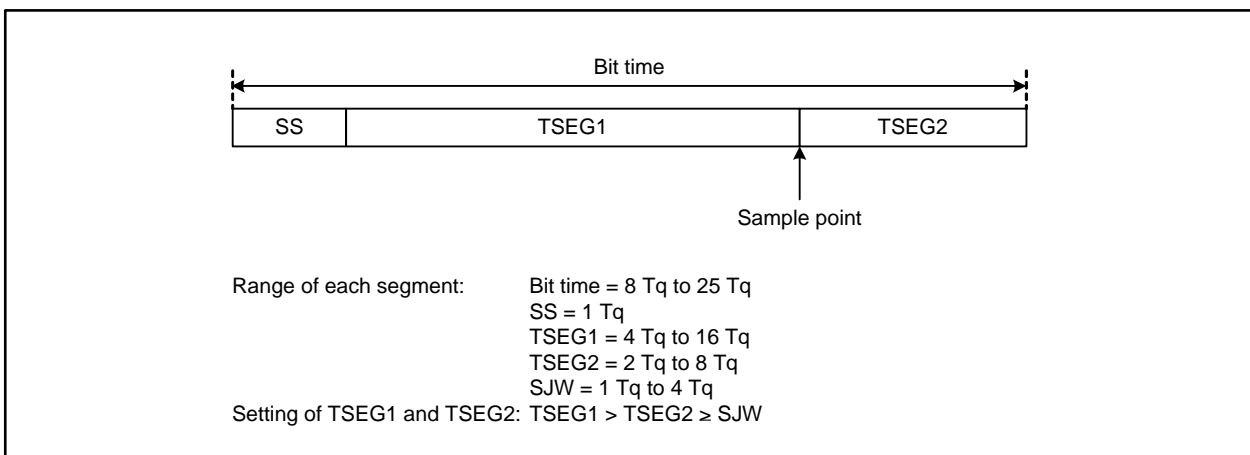 Bit time
SS TSEG1 TSEG2
Sample point
Range of each segment: Bit time = 8 Tq to 25 Tq
SS = 1 Tq
TSEG1 = 4 Tq to 16 Tq
TSEG2 = 2 Tq to 8 Tq
SJW = 1 Tq to 4 Tq
Setting of TSEG1 and TSEG2: TSEG1 > TSEG2 ≥ SJW